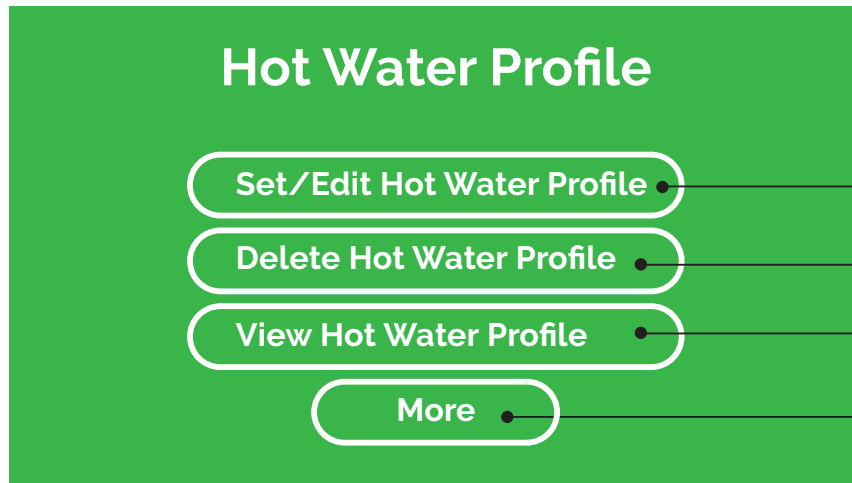 Hot Water Profile
Set/Edit Hot Water Profile
Delete Hot Water Profile
View Hot Water Profile
More